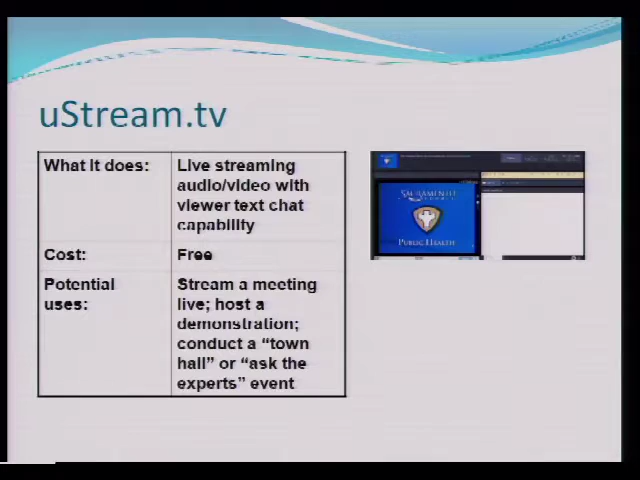 uStream.tv
What it does:
Live streaming
audio/video with
viewer text chat
capability
Cost:
Free
Potential
uses:
Stream a meeting
live; host a
demonstration;
conduct a “town
hall” or “ask the
experts” event
SACRAMENTO
PUBLIC HEALTH